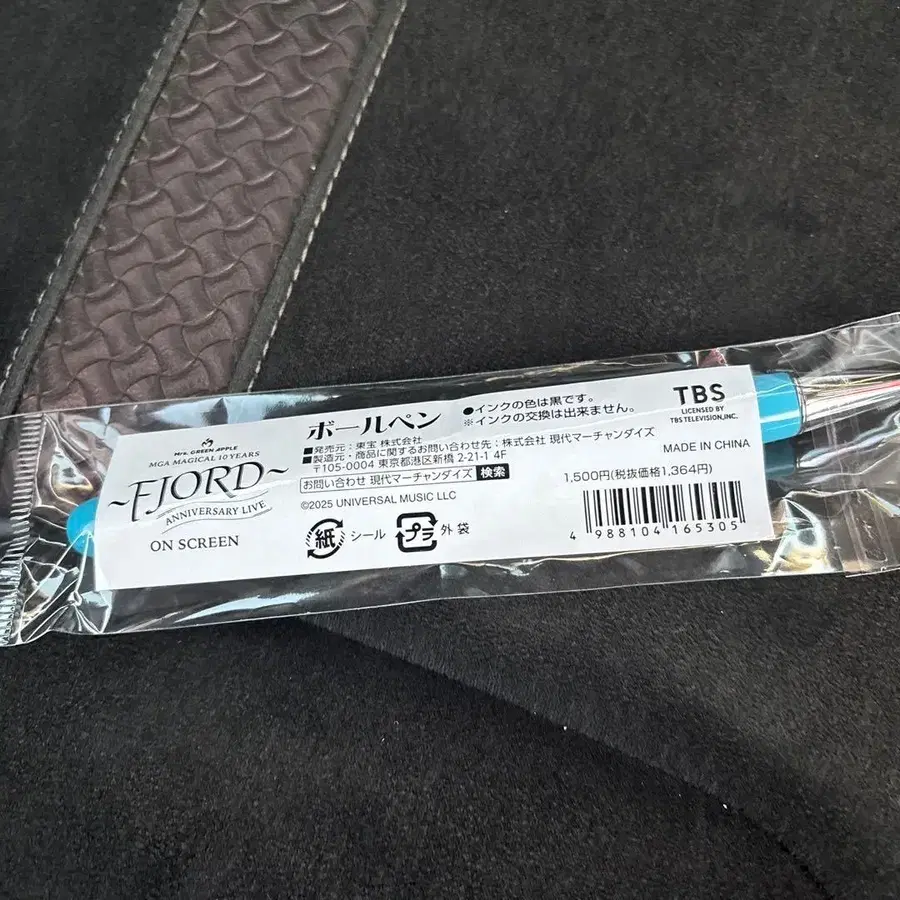 Mrs. GREEN APPLE
MGA MAGICAL 10 YEARS
~FJORD~
ANNIVERSARY LIVE
ON SCREEN
ボールペン
●インクの色は黒です。
※インクの交換は出来ません。
■発売元:東宝 株式会社
■製造元・商品に関するお問い合わせ先:株式会社 現代マーチャンダイズ
〒105-0004 東京都港区新橋 2-21-1 4F
お問い合わせ 現代マーチャンダイズ 検索
©2025 UNIVERSAL MUSIC LLC
紙 シール プラ 外袋
TBS
LICENSED BY
TBS TELEVISION,INC.
MADE IN CHINA
1,500円(税抜価格1,364円)
4 988104 165305